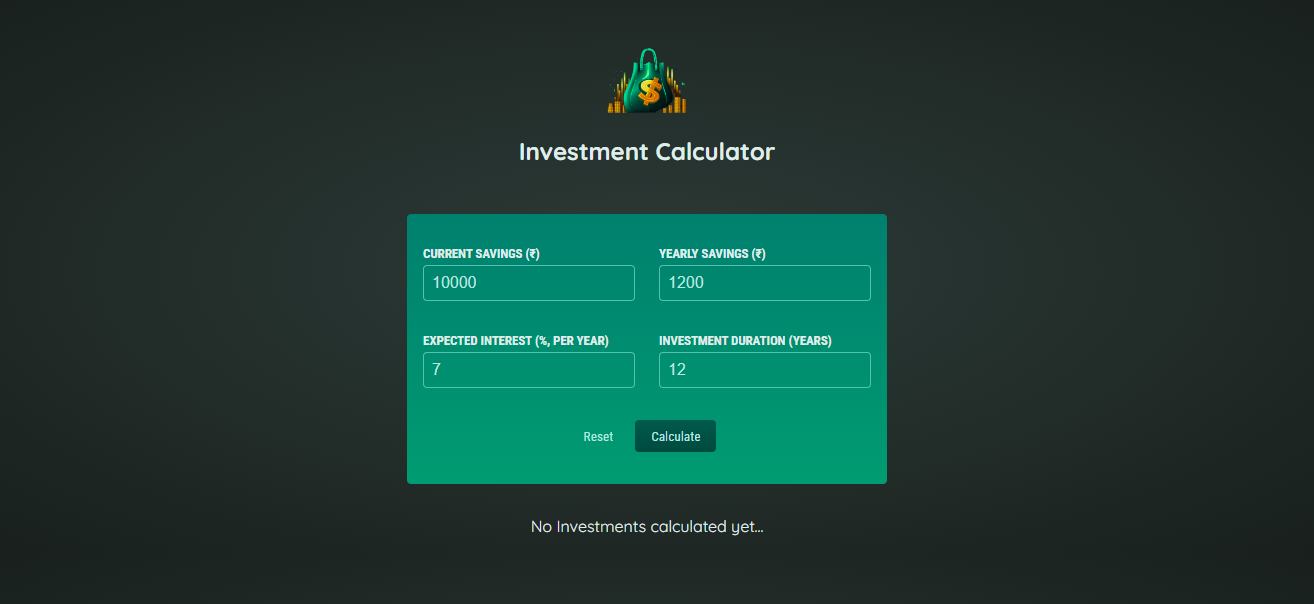 $
Investment Calculator
CURRENT SAVINGS (₹) YEARLY SAVINGS (₹)
10000 1200
EXPECTED INTEREST (%, PER YEAR) INVESTMENT DURATION (YEARS)
7 12
Reset Calculate
No Investments calculated yet...